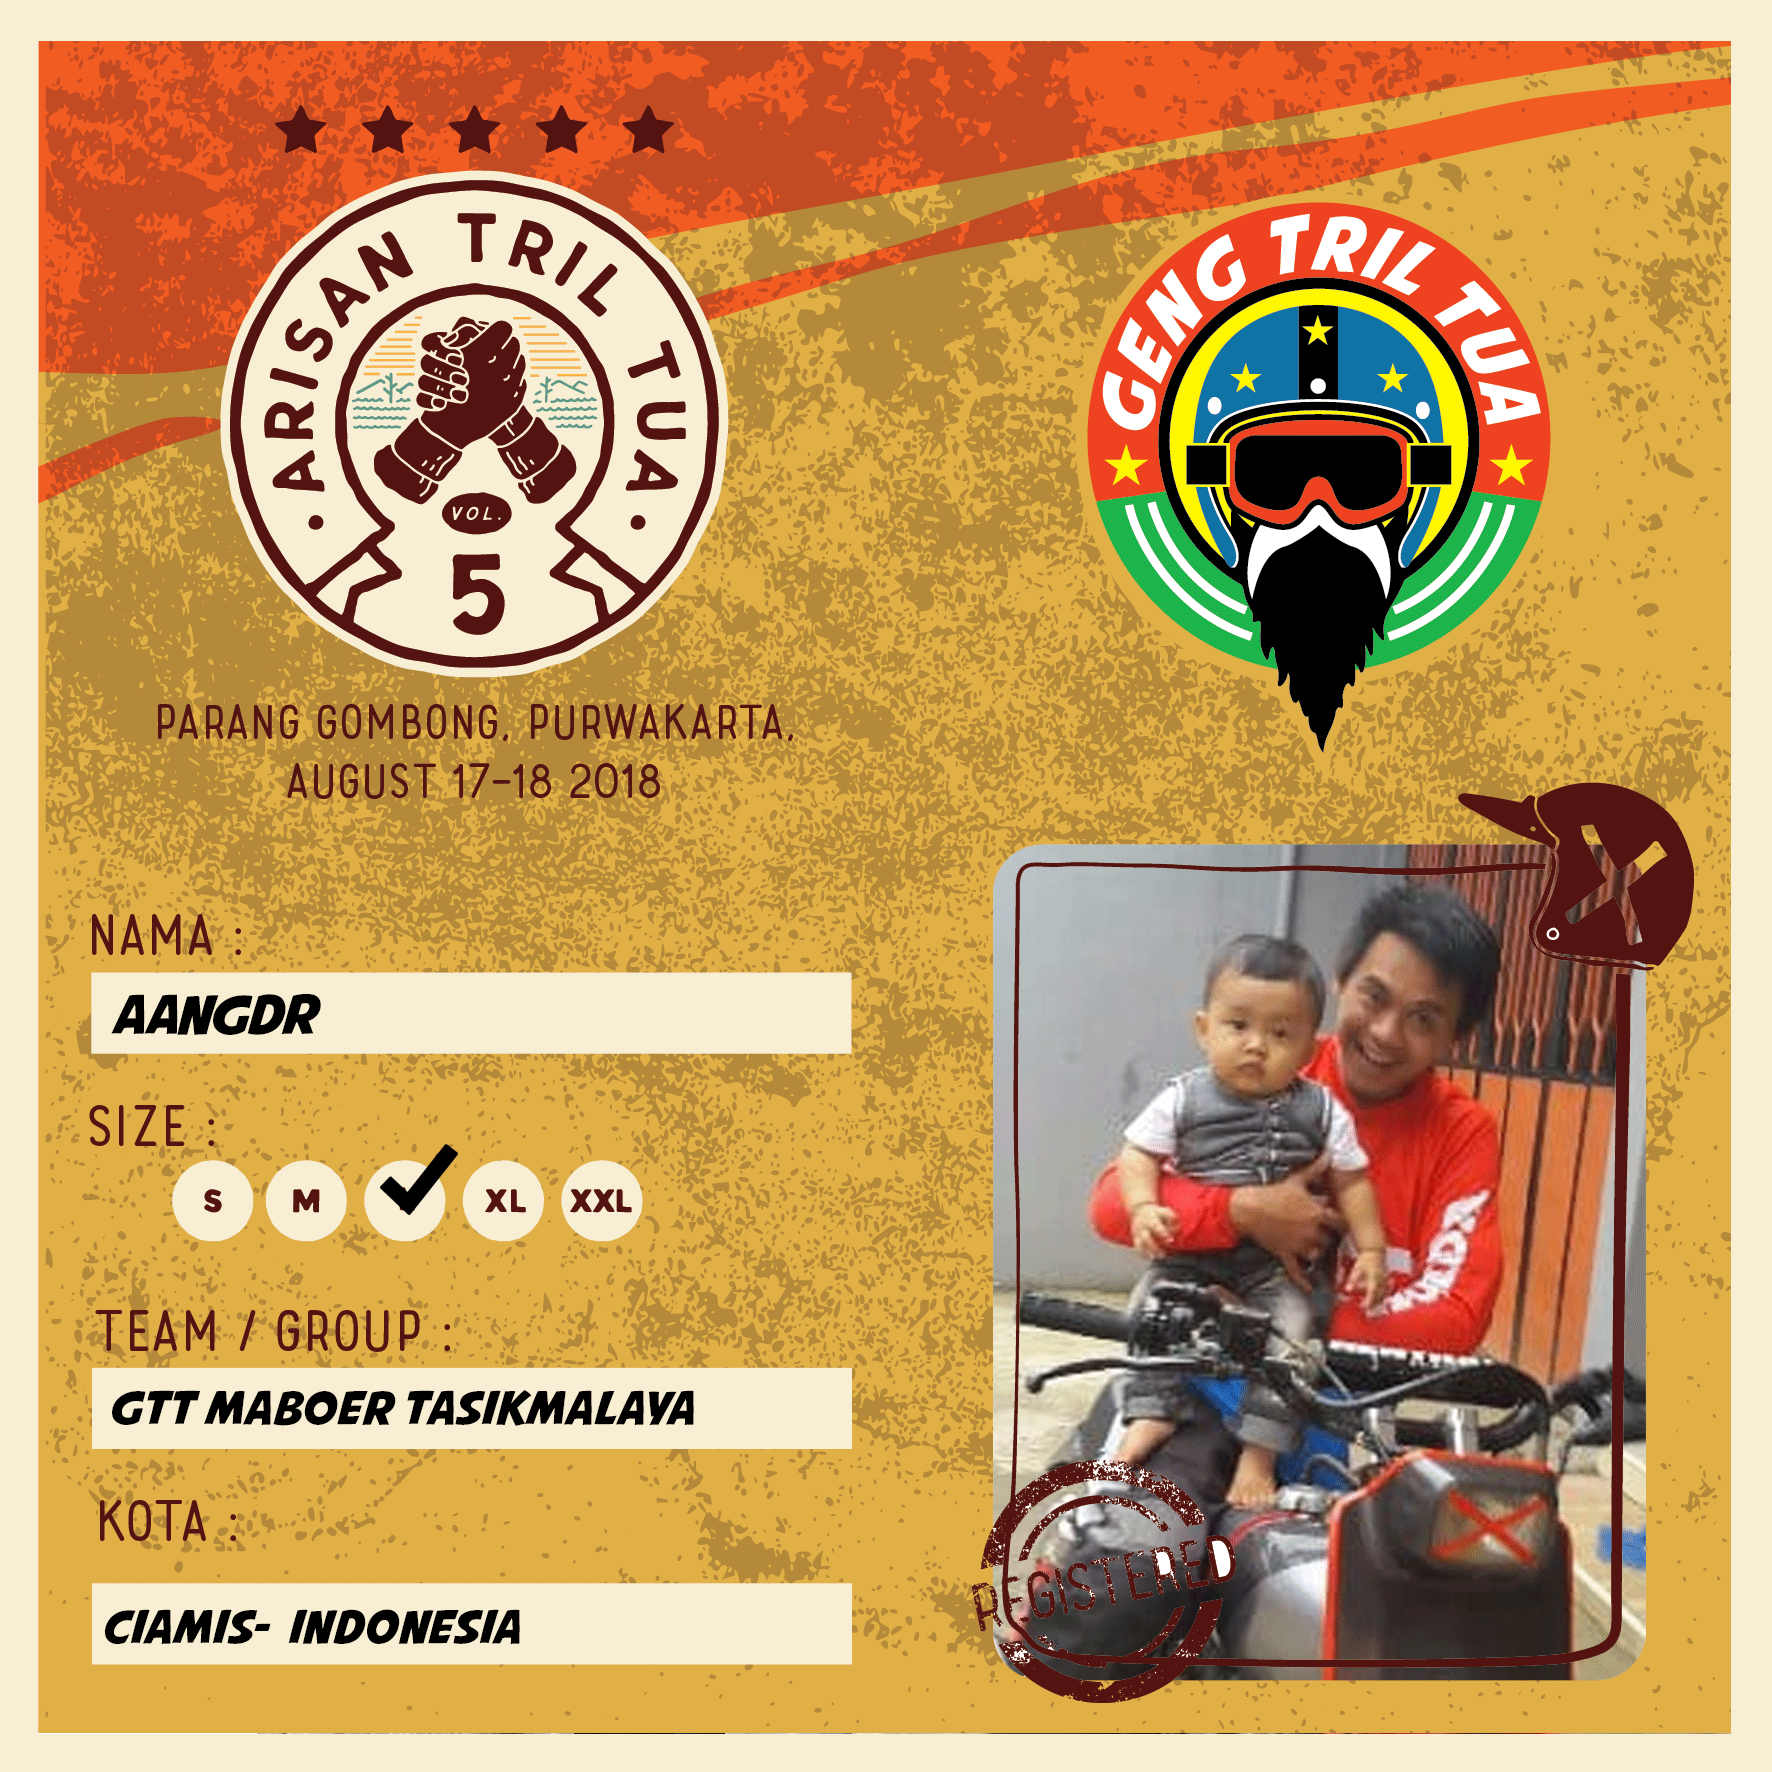 ARISAN TRIL TUA
VOL.
5
PARANG GOMBONG, PURWAKARTA,
AUGUST 17-18 2018
GENG TRIL TUA
NAMA :
AANGDR
SIZE :
S M XL XXL
TEAM / GROUP :
GTT MABOER TASIKMALAYA
KOTA :
CIAMIS- INDONESIA
REGISTERED